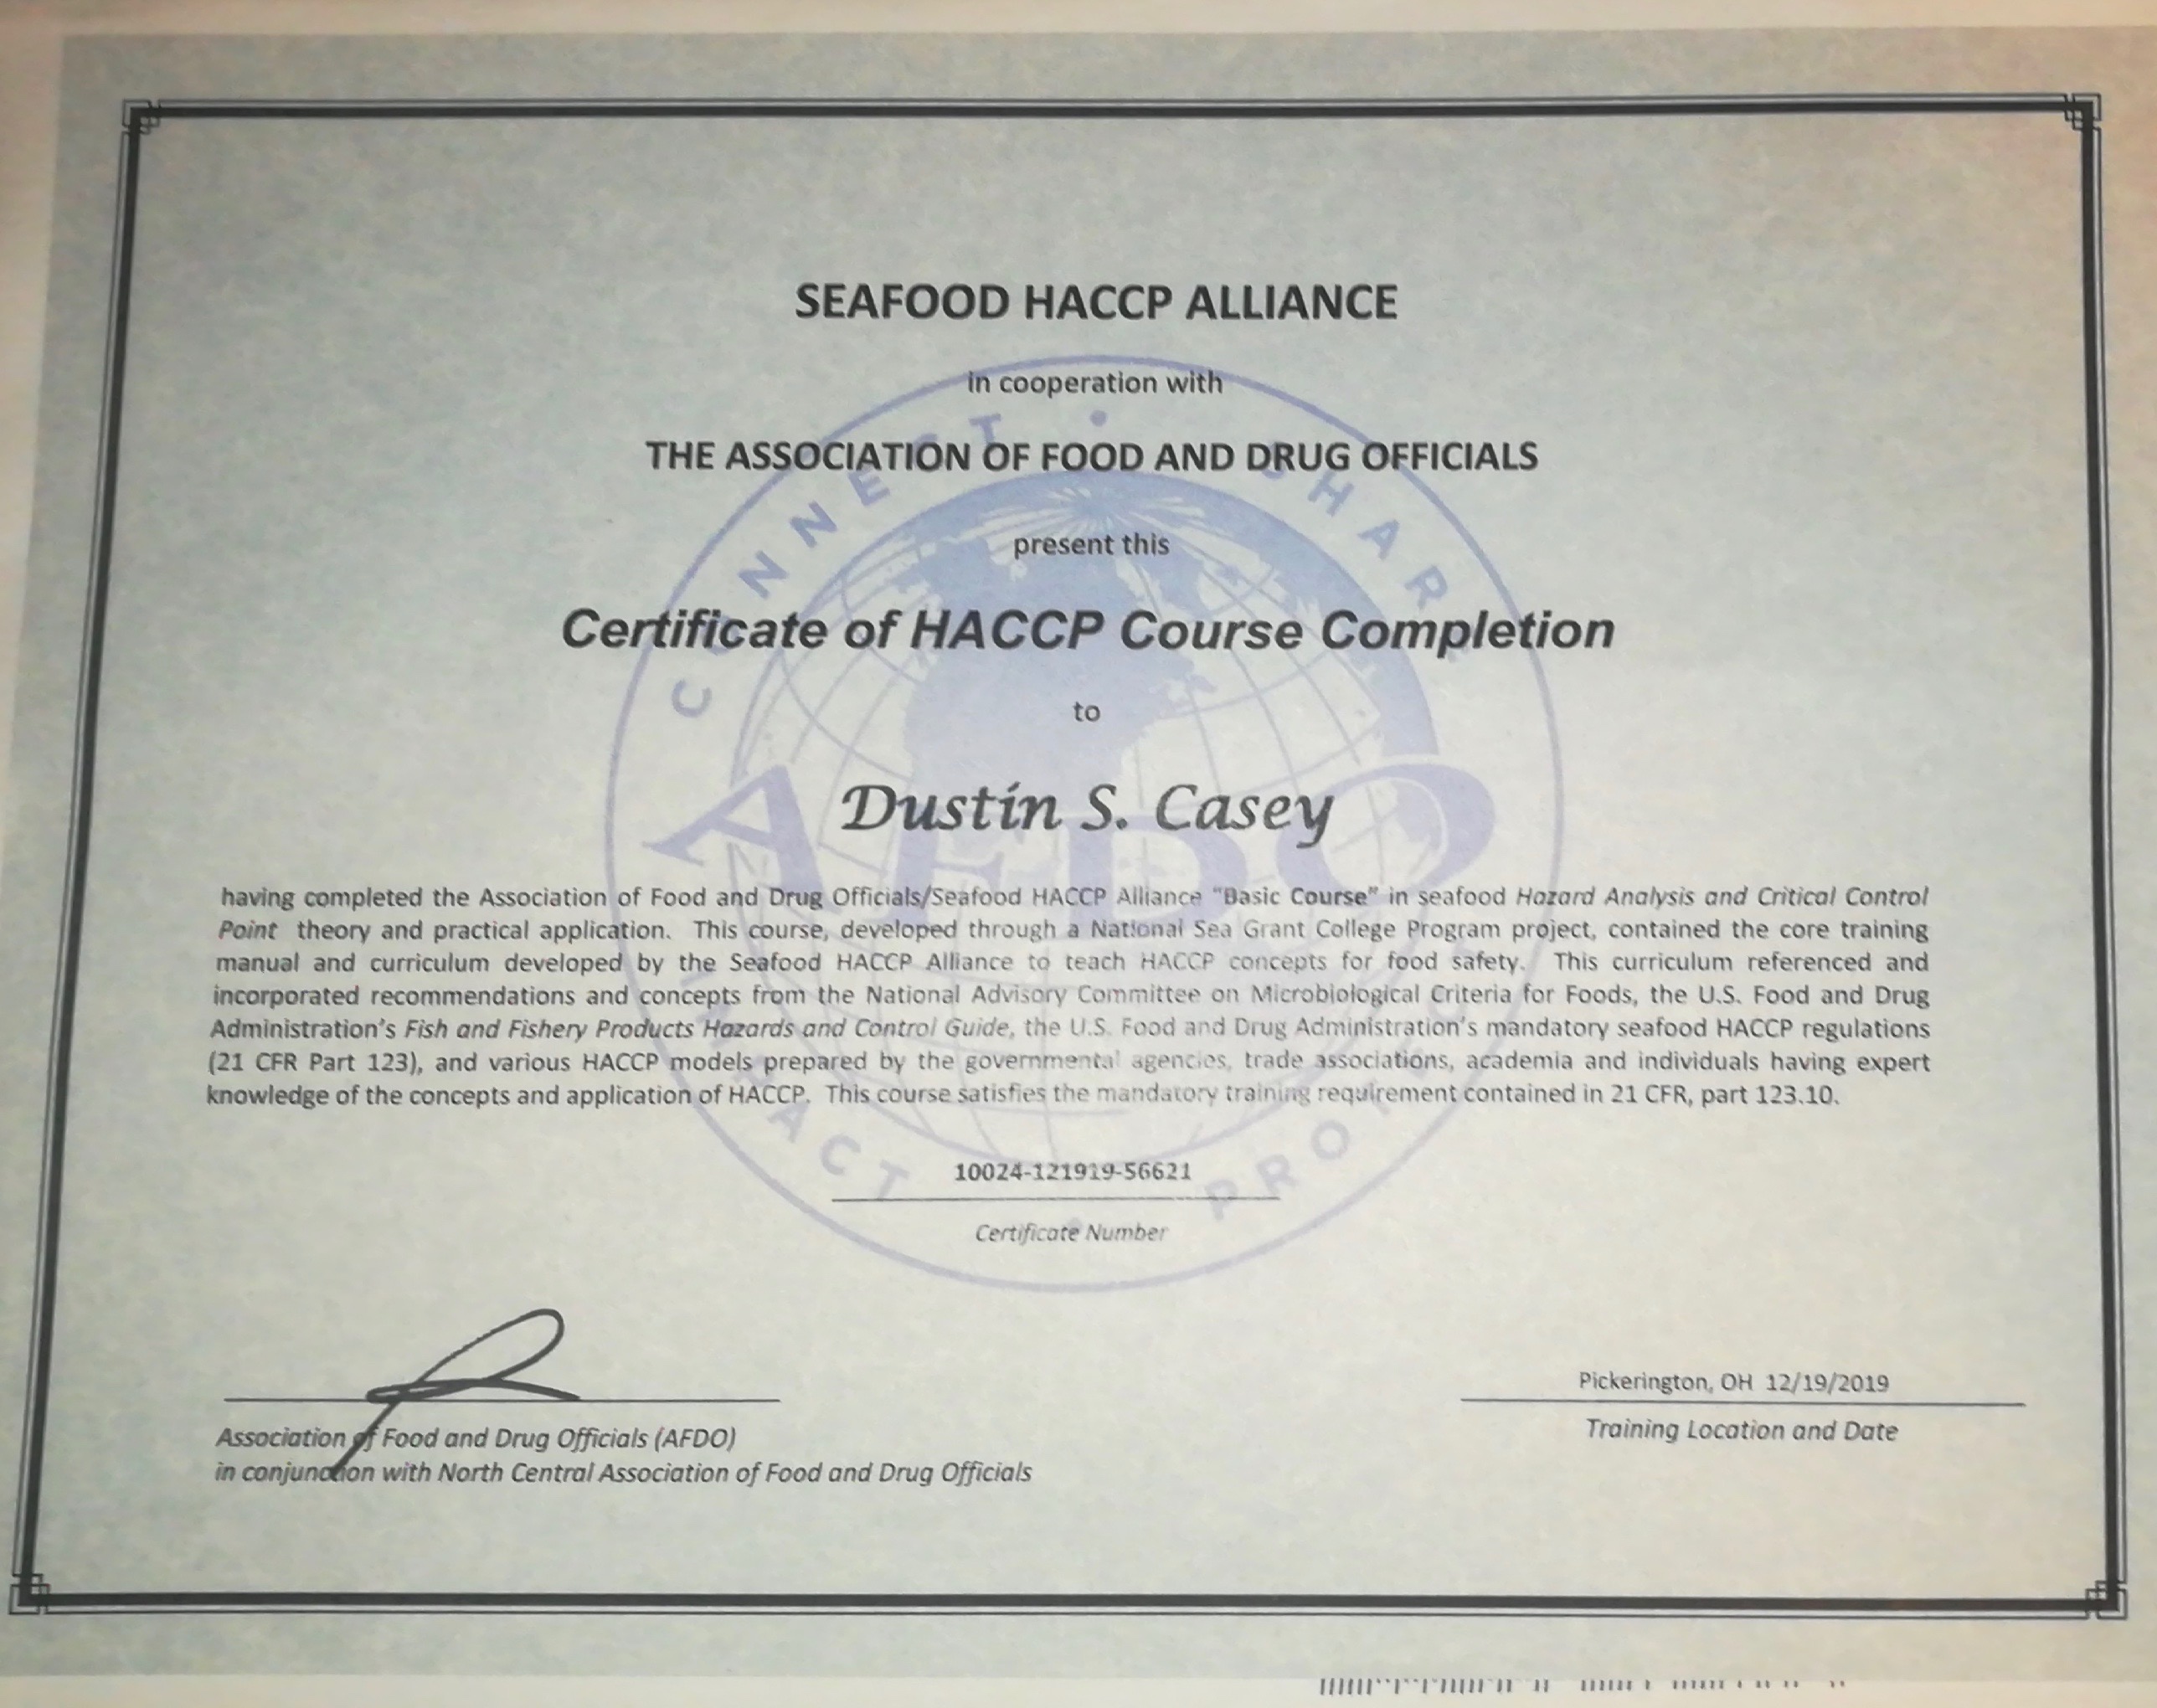 SEAFOOD HACCP ALLIANCE
in cooperation with
THE ASSOCIATION OF FOOD AND DRUG OFFICIALS
present this
Certificate of HACCP Course Completion
to
Dustin S. Casey
having completed the Association of Food and Drug Officials/Seafood HACCP Alliance "Basic Course" in seafood Hazard Analysis and Critical Control
Point theory and practical application. This course, developed through a National Sea Grant College Program project, contained the core training
manual and curriculum developed by the Seafood HACCP Alliance to teach HACCP concepts for food safety. This curriculum referenced and
incorporated recommendations and concepts from the National Advisory Committee on Microbiological Criteria for Foods, the U.S. Food and Drug
Administration's Fish and Fishery Products Hazards and Control Guide, the U.S. Food and Drug Administration's mandatory seafood HACCP regulations
(21 CFR Part 123), and various HACCP models prepared by the governmental agencies, trade associations, academia and individuals having expert
knowledge of the concepts and application of HACCP. This course satisfies the mandatory training requirement contained in 21 CFR, part 123.10.
10024-121919-56621
Certificate Number
Pickerington, OH 12/19/2019
Training Location and Date
Association of Food and Drug Officials (AFDO)
in conjunction with North Central Association of Food and Drug Officials
CONNECT • SHARE
AFDO